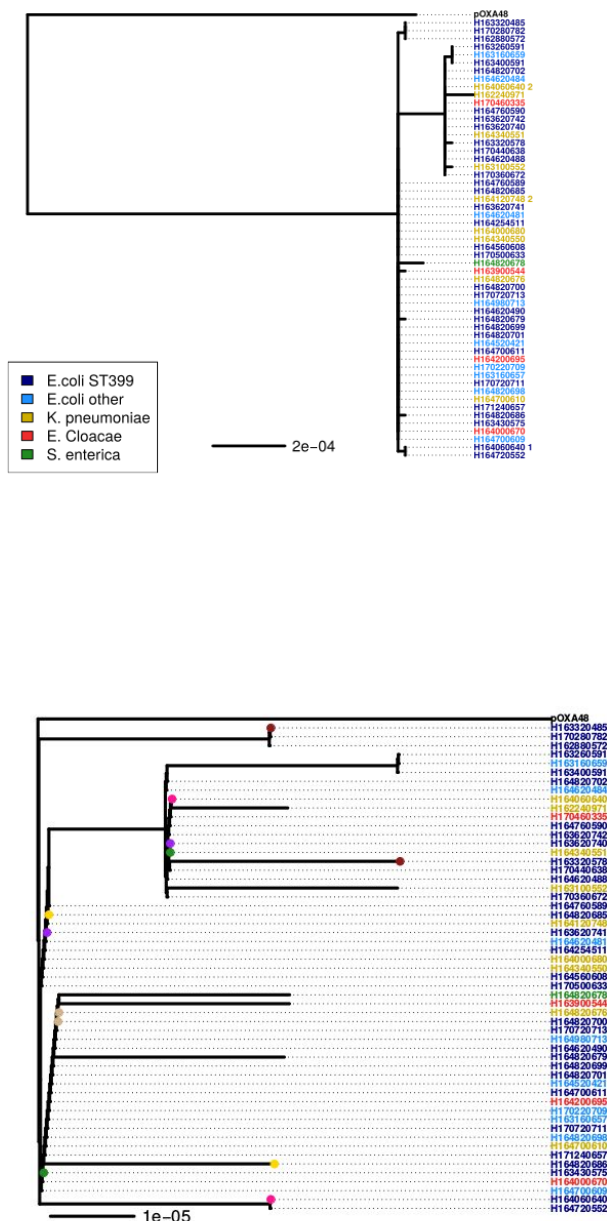 pOXA48
H163320485
H170280782
H162880572
H163260591
H163160659
H163400591
H164820702
H164620484
H164060640 2
H162240971
H170460335
H164760590
H163620742
H163620740
H164340551
H163320578
H170440638
H164620488
H163100552
H170360672
H164760589
H164820685
H164120748 2
H163620741
H164620481
H164254511
H164000680
H164340550
H164560608
H170500633
H164820678
H163900544
H164820676
H164820700
H170720713
H164980713
H164620490
H164820679
H164820699
H164820701
H164520421
H164700611
H164200695
H170220709
H163160657
H170720711
H164820698
H164700610
H171240657
H164820686
H163430575
H164000670
H164700609
H164060640 1
H164720552
E.coli ST399
E.coli other
K. pneumoniae
E. Cloacae
S. enterica
2e−04
pOXA48
H163320485
H170280782
H162880572
H163260591
H163160659
H163400591
H164820702
H164620484
H164060640
H162240971
H170460335
H164760590
H163620742
H163620740
H164340551
H163320578
H170440638
H164620488
H163100552
H170360672
H164760589
H164820685
H164120748
H163620741
H164620481
H164254511
H164000680
H164340550
H164560608
H170500633
H164820678
H163900544
H164820676
H164820700
H170720713
H164980713
H164620490
H164820679
H164820699
H164820701
H164520421
H164700611
H164200695
H170220709
H163160657
H170720711
H164820698
H164700610
H171240657
H164820686
H163430575
H164000670
H164700609
H164060640
H164720552
1e−05